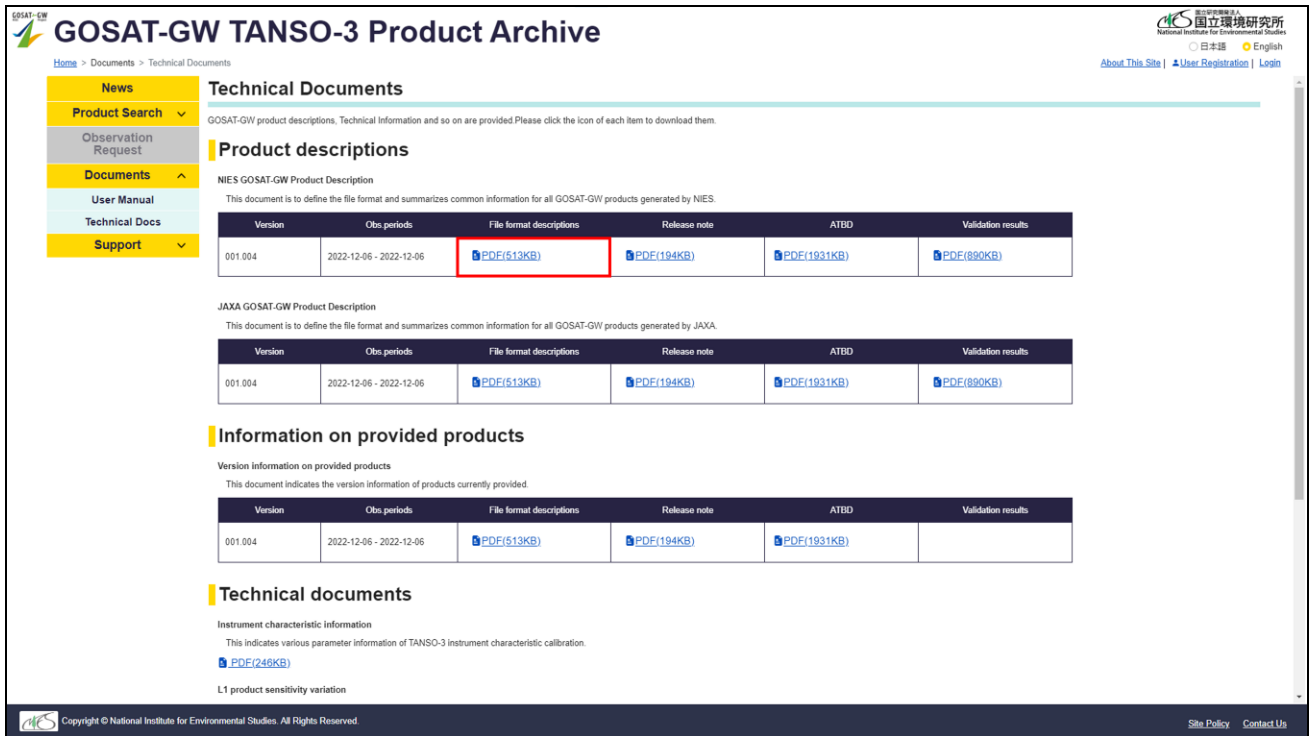 GOSAT-GW
GOSAT-GW TANSO-3 Product Archive
国立研究開発法人
国立環境研究所
National Institute for Environmental Studies
日本語 English
Home > Documents > Technical Documents
About This Site | User Registration | Login
News
Product Search
Observation
Request
Documents
User Manual
Technical Docs
Support
Technical Documents
GOSAT-GW product descriptions, Technical Information and so on are provided.Please click the icon of each item to download them.
Product descriptions
NIES GOSAT-GW Product Description
This document is to define the file format and summarizes common information for all GOSAT-GW products generated by NIES.
Version Obs.periods File format descriptions Release note ATBD Validation results
001.004 2022-12-06 - 2022-12-06 PDF(513KB) PDF(194KB) PDF(1931KB) PDF(890KB)
JAXA GOSAT-GW Product Description
This document is to define the file format and summarizes common information for all GOSAT-GW products generated by JAXA.
Version Obs.periods File format descriptions Release note ATBD Validation results
001.004 2022-12-06 - 2022-12-06 PDF(513KB) PDF(194KB) PDF(1931KB) PDF(890KB)
Information on provided products
Version information on provided products
This document indicates the version information of products currently provided.
Version Obs.periods File format descriptions Release note ATBD Validation results
001.004 2022-12-06 - 2022-12-06 PDF(513KB) PDF(194KB) PDF(1931KB)
Technical documents
Instrument characteristic information
This indicates various parameter information of TANSO-3 instrument characteristic calibration.
PDF(246KB)
L1 product sensitivity variation
Copyright © National Institute for Environmental Studies. All Rights Reserved.
Site Policy Contact Us